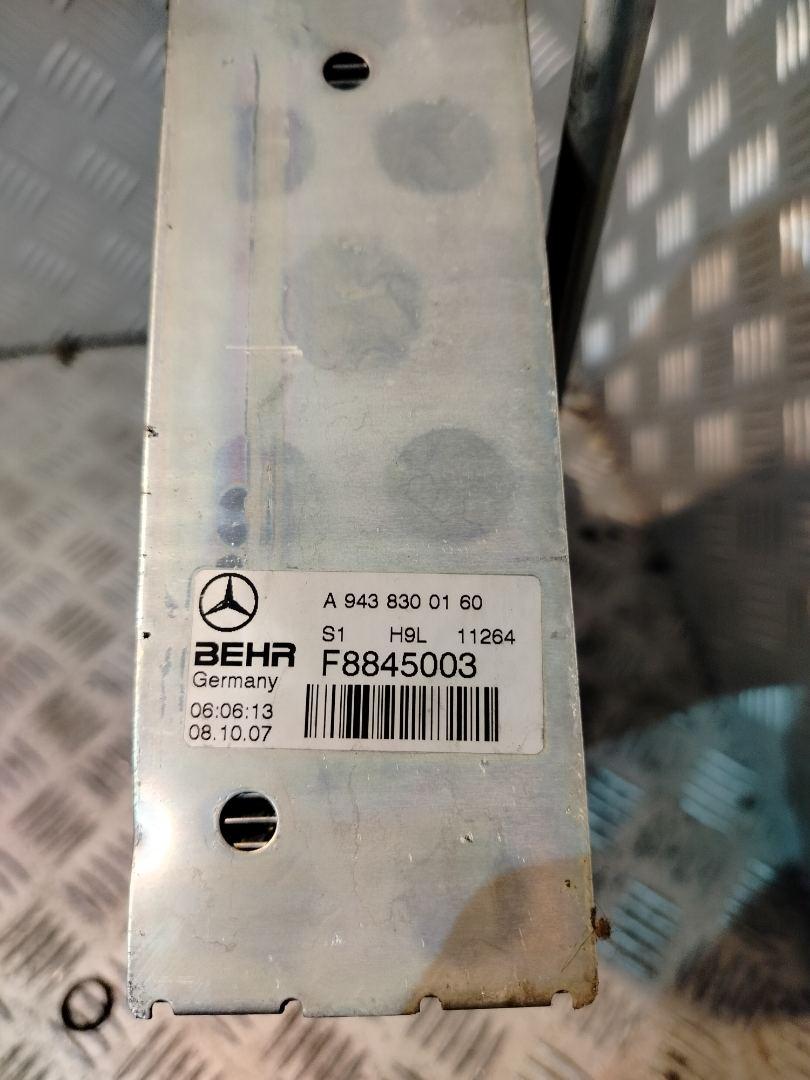 A 943 830 01 60
S1 H9L 11264
BEHR F8845003
Germany
06:06:13
08.10.07